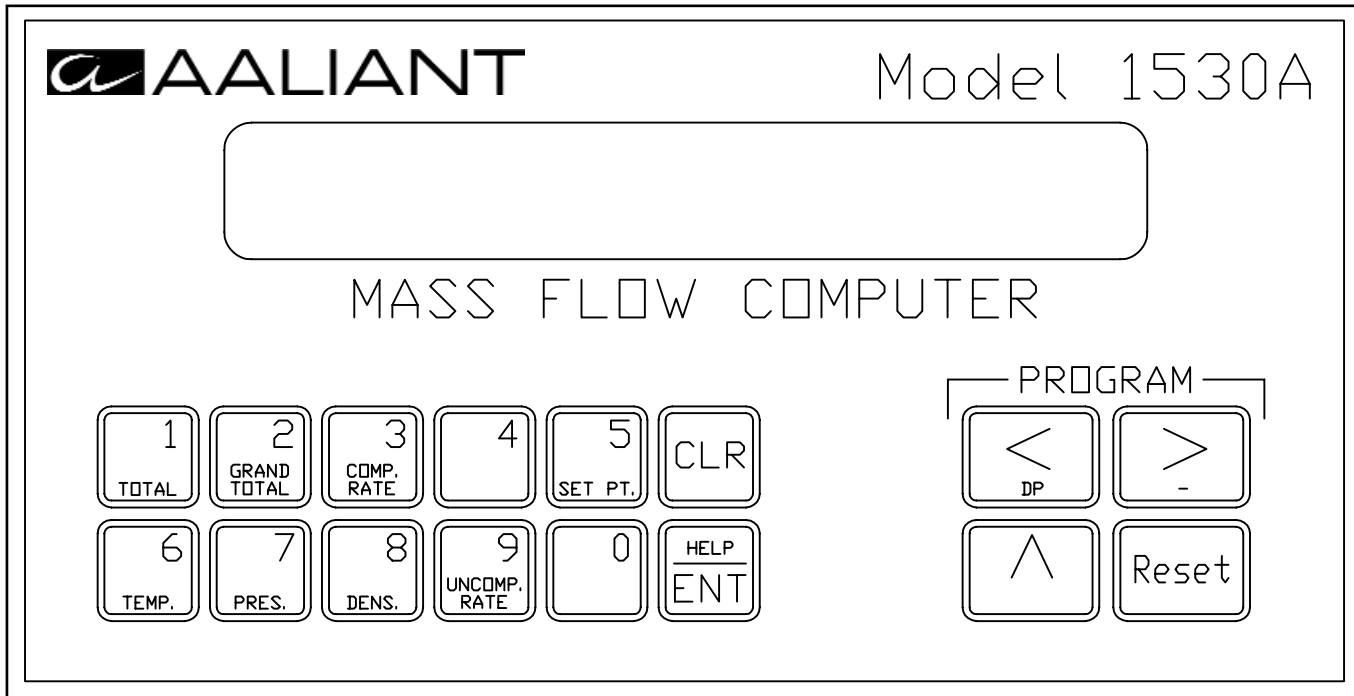 a AALIANT Model 1530A
MASS FLOW COMPUTER
PROGRAM
1 TOTAL
2 GRAND TOTAL
3 COMP. RATE
4
5 SET PT.
CLR
< DP
> -
6 TEMP.
7 PRES.
8 DENS.
9 UNCOMP. RATE
0
HELP
ENT
^
Reset